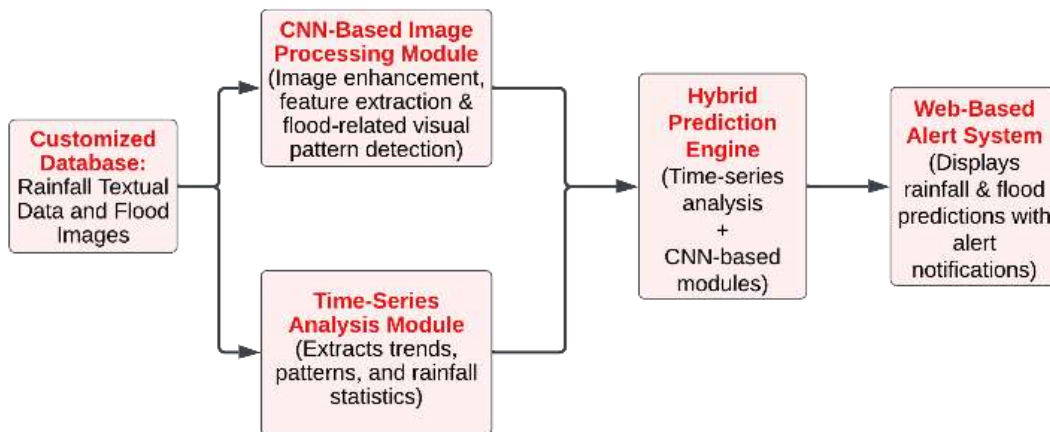 Customized
Database:
Rainfall Textual
Data and Flood
Images
CNN-Based Image
Processing Module
(Image enhancement,
feature extraction &
flood-related visual
pattern detection)
Time-Series
Analysis Module
(Extracts trends,
patterns, and rainfall
statistics)
Hybrid
Prediction
Engine
(Time-series
analysis
+
CNN-based
modules)
Web-Based
Alert System
(Displays
rainfall & flood
predictions with
alert
notifications)